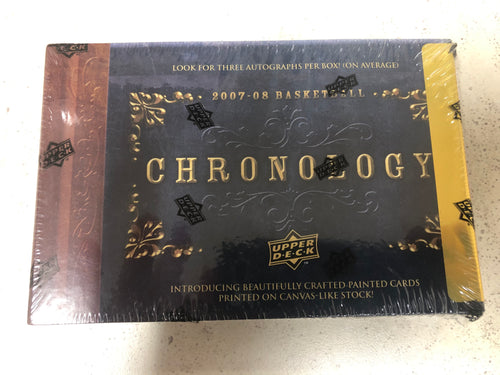 LOOK FOR THREE AUTOGRAPHS PER BOX! (ON AVERAGE)
2007-08 BASKETBALL
CHRONOLOGY
UPPER
D·E·C·K
INTRODUCING BEAUTIFULLY CRAFTED PAINTED CARDS
PRINTED ON CANVAS-LIKE STOCK!